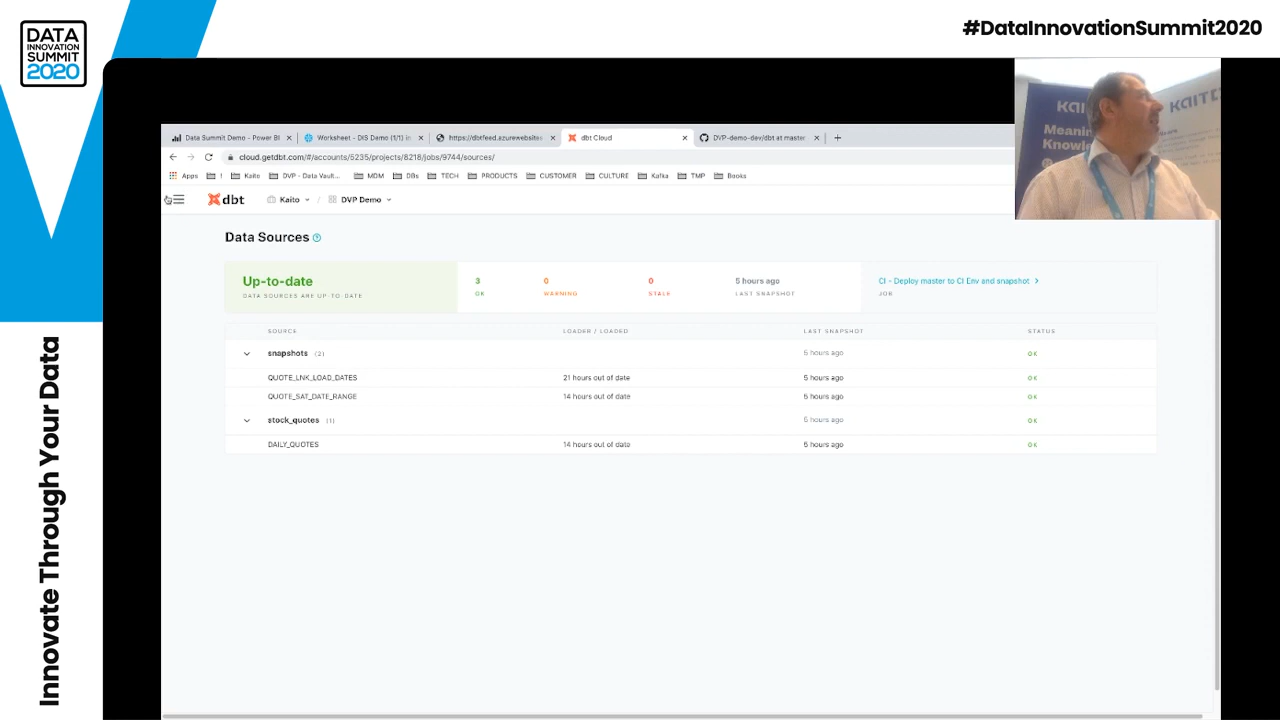 DATA
INNOVATION
SUMMIT
2020
#DataInnovationSummit2020
Innovate Through Your Data
Data Summit Demo - Power BI
Worksheet - DIS Demo (1/1) in
https://dbtfeed.azurewebsites
dbt Cloud
DVP-demo-dev/dbt at master
cloud.getdbt.com/#/accounts/5235/projects/8218/jobs/9744/sources/
Apps
!
Kaito
DVP - Data Vault...
MDM
DBs
TECH
PRODUCTS
CUSTOMER
CULTURE
Kafka
TMP
Books
dbt
Kaito
/
DVP Demo
Data Sources
Up-to-date
DATA SOURCES ARE UP-TO-DATE
3
OK
0
WARNING
0
STALE
5 hours ago
LAST SNAPSHOT
CI - Deploy master to CI Env and snapshot
JOB
SOURCE LOADER / LOADED LAST SNAPSHOT STATUS
snapshots (2) 5 hours ago OK
QUOTE_LNK_LOAD_DATES 21 hours out of date 5 hours ago OK
QUOTE_SAT_DATE_RANGE 14 hours out of date 5 hours ago OK
stock_quotes (1) 5 hours ago OK
DAILY_QUOTES 14 hours out of date 5 hours ago OK